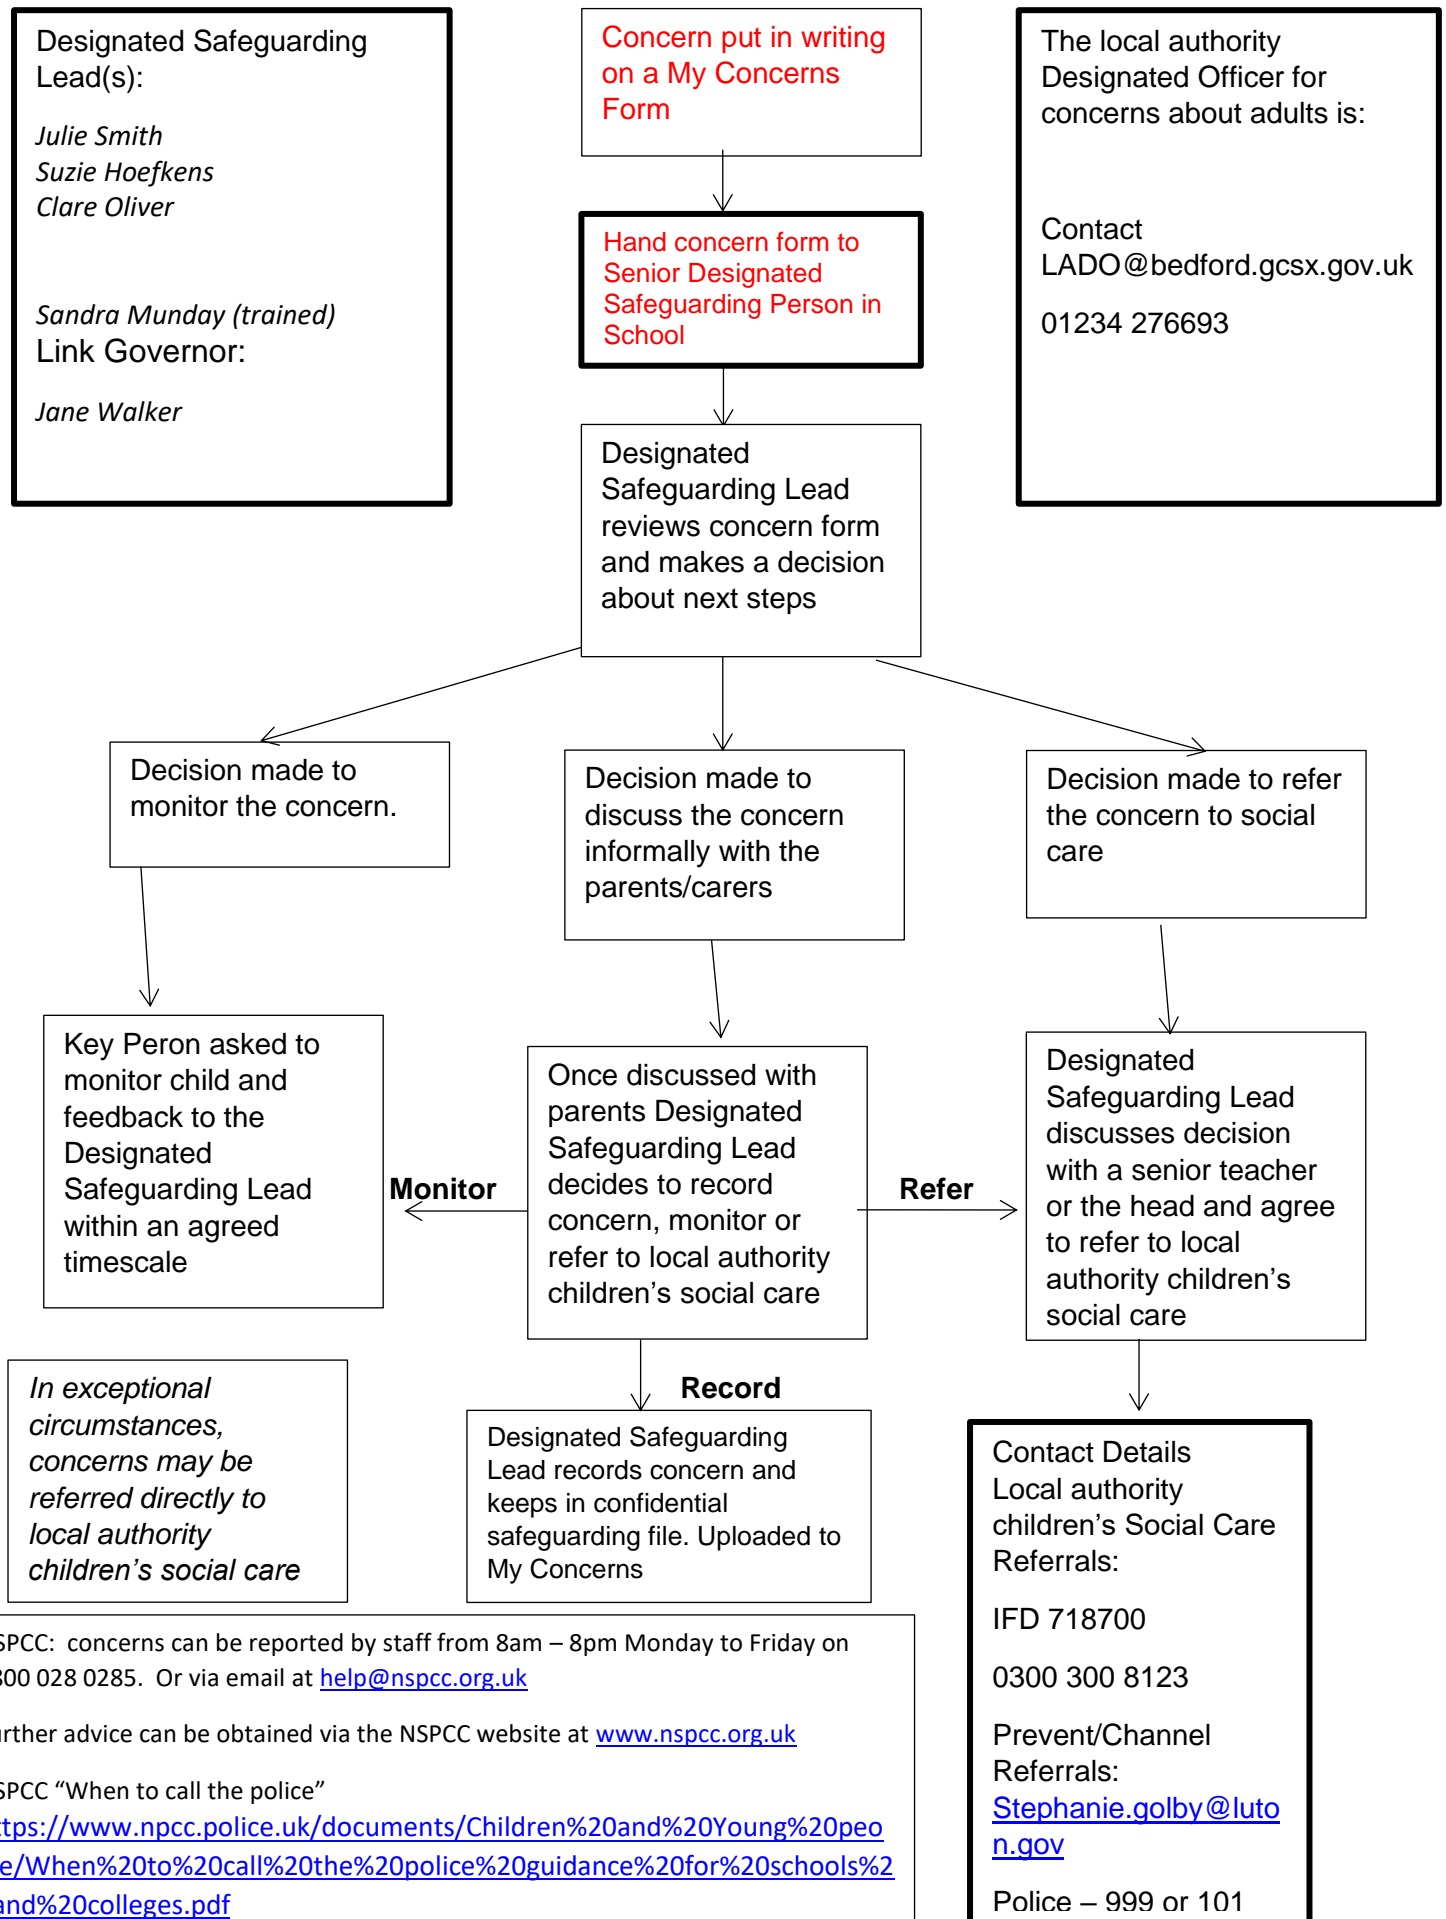 Designated Safeguarding
Lead(s):
Julie Smith
Suzie Hoefkens
Clare Oliver
Sandra Munday (trained)
Link Governor:
Jane Walker
Concern put in writing
on a My Concerns
Form
The local authority
Designated Officer for
concerns about adults is:
Contact
LADO@bedford.gcsx.gov.uk
01234 276693
Hand concern form to
Senior Designated
Safeguarding Person in
School
Designated
Safeguarding Lead
reviews concern form
and makes a decision
about next steps
Decision made to
monitor the concern.
Decision made to
discuss the concern
informally with the
parents/carers
Decision made to refer
the concern to social
care
Key Peron asked to
monitor child and
feedback to the
Designated
Safeguarding Lead
within an agreed
timescale
Monitor
Once discussed with
parents Designated
Safeguarding Lead
decides to record
concern, monitor or
refer to local authority
children’s social care
Refer
Designated
Safeguarding Lead
discusses decision
with a senior teacher
or the head and agree
to refer to local
authority children’s
social care
In exceptional
circumstances,
concerns may be
referred directly to
local authority
children’s social care
Record
Designated Safeguarding
Lead records concern and
keeps in confidential
safeguarding file. Uploaded to
My Concerns
Contact Details
Local authority
children’s Social Care
Referrals:
IFD 718700
0300 300 8123
Prevent/Channel
Referrals:
Stephanie.golby@luto
n.gov
Police – 999 or 101
SPCC: concerns can be reported by staff from 8am – 8pm Monday to Friday on
800 028 0285. Or via email at help@nspcc.org.uk
urther advice can be obtained via the NSPCC website at www.nspcc.org.uk
SPCC “When to call the police”
ttps://www.npcc.police.uk/documents/Children%20and%20Young%20peo
e/When%20to%20call%20the%20police%20guidance%20for%20schools%2
and%20colleges.pdf